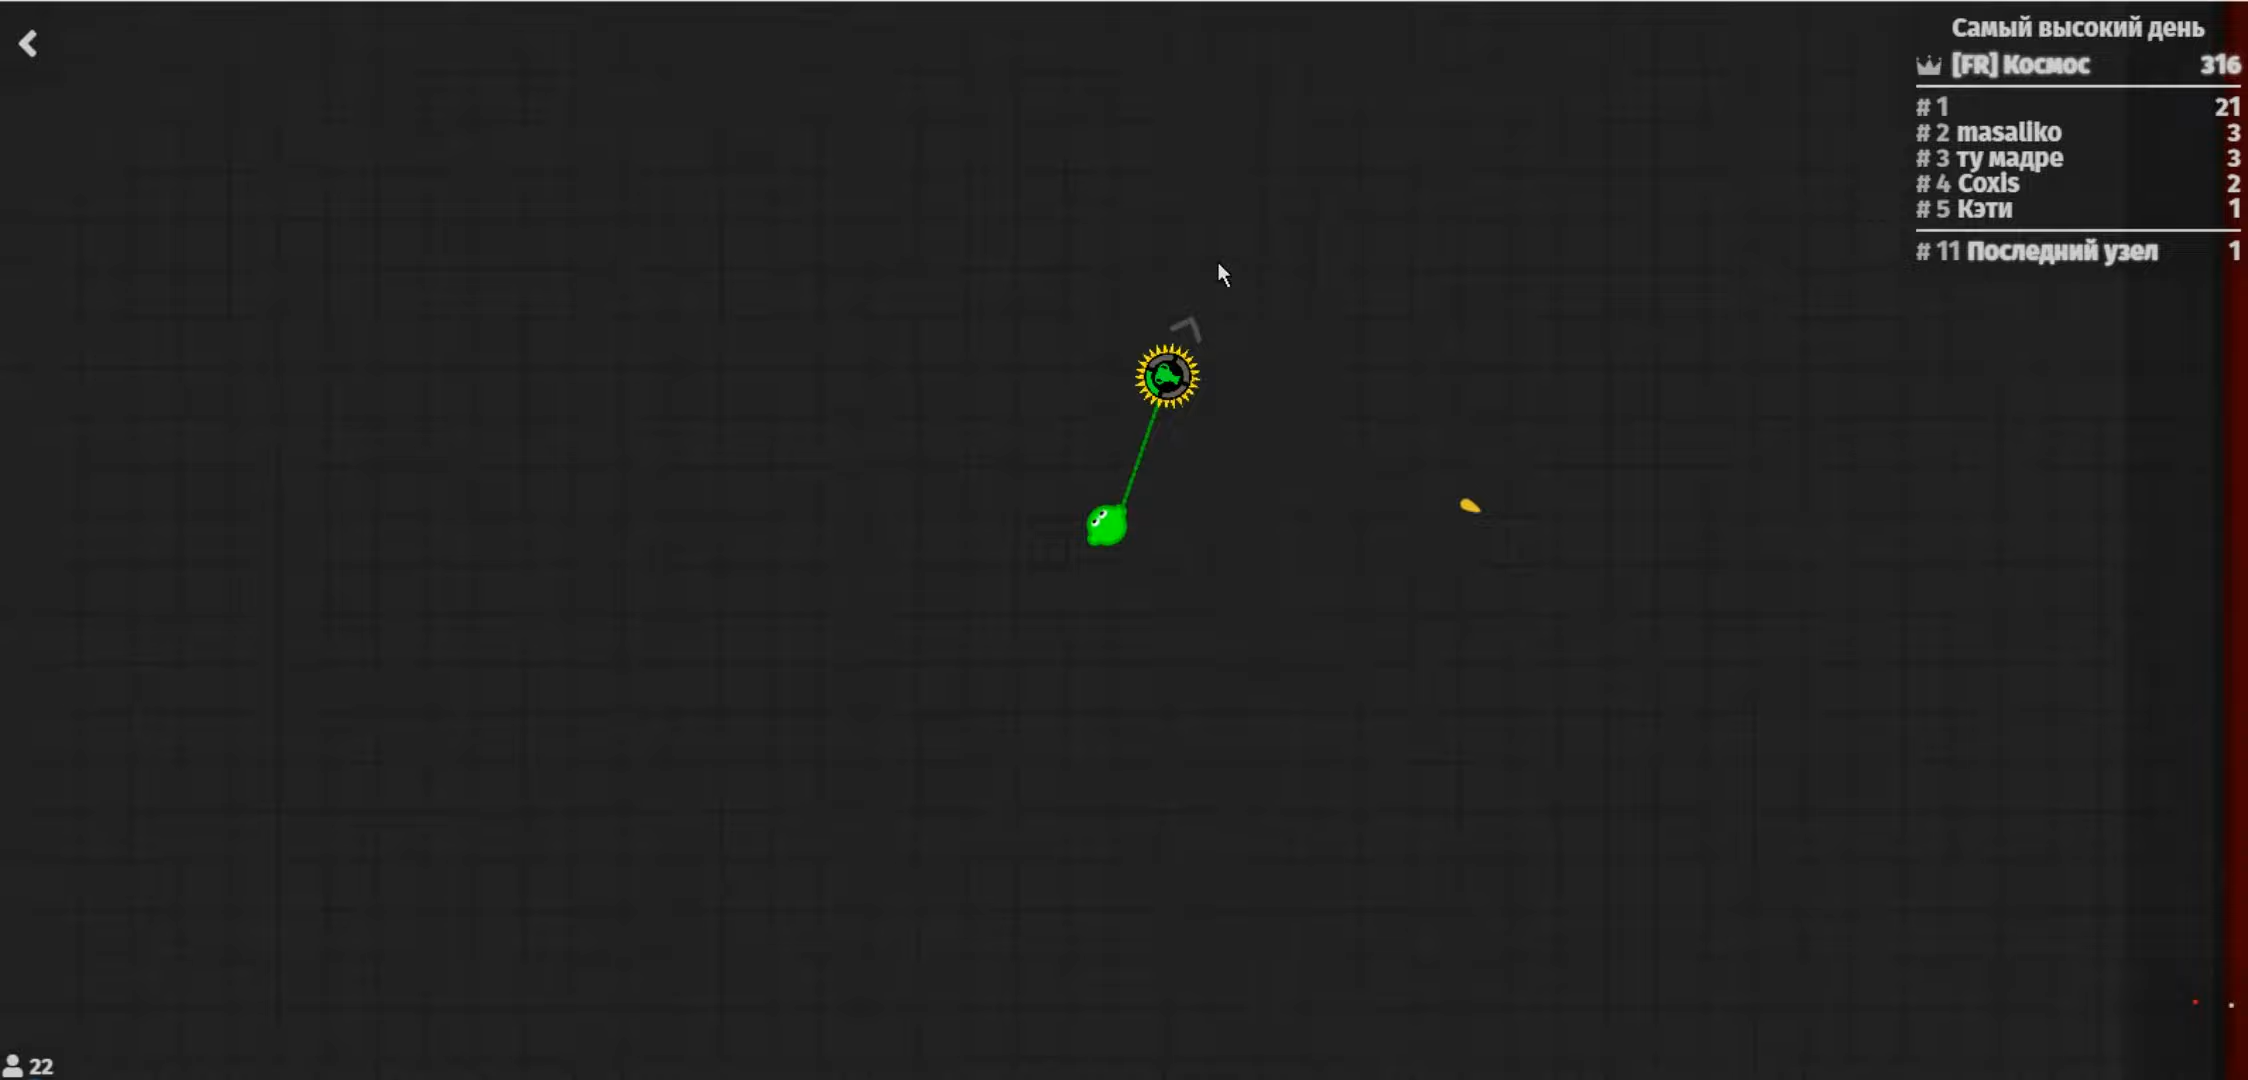 Самый высокий день
[FR] Космос 316
# 1 21
# 2 masaliko 3
# 3 ту мадре 3
# 4 Coxis 2
# 5 Кэти 1
# 11 Последний узел 1
22